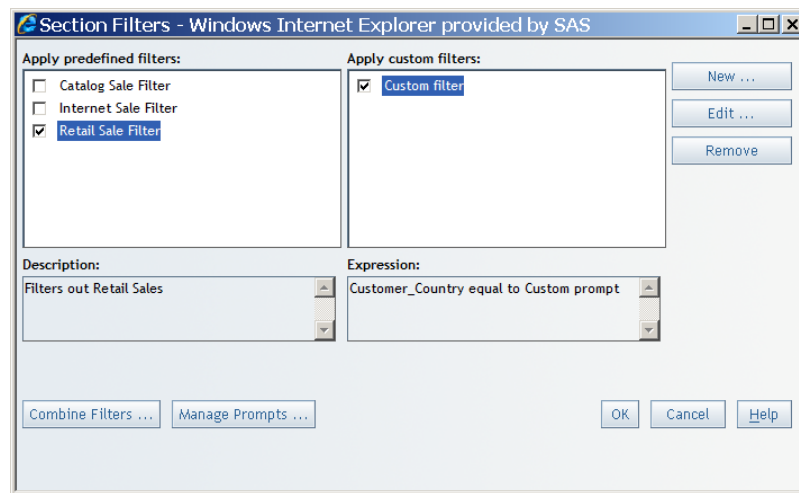 Section Filters - Windows Internet Explorer provided by SAS
Apply predefined filters:
Catalog Sale Filter
Internet Sale Filter
Retail Sale Filter
Apply custom filters:
Custom filter
New ...
Edit ...
Remove
Description:
Filters out Retail Sales
Expression:
Customer_Country equal to Custom prompt
Combine Filters ...
Manage Prompts ...
OK
Cancel
Help